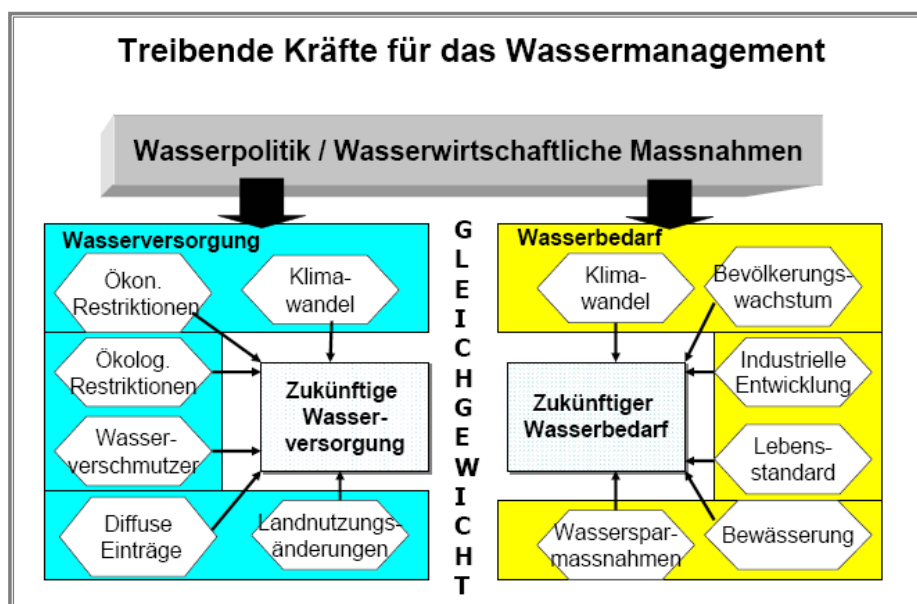 Treibende Kräfte für das Wassermanagement
Wasserpolitik / Wasserwirtschaftliche Massnahmen
Wasserversorgung
Ökon.
Restriktionen
Klima-
wandel
Ökolog.
Restriktionen
Wasser-
verschmutzer
Diffuse
Einträge
Landnutzungs-
änderungen
Zukünftige
Wasser-
versorgung
G
L
E
I
C
H
G
E
W
I
C
H
T
Wasserbedarf
Klima-
wandel
Bevölkerungs-
wachstum
Industrielle
Entwicklung
Lebens-
standard
Bewässerung
Wasserspar-
massnahmen
Zukünftiger
Wasserbedarf